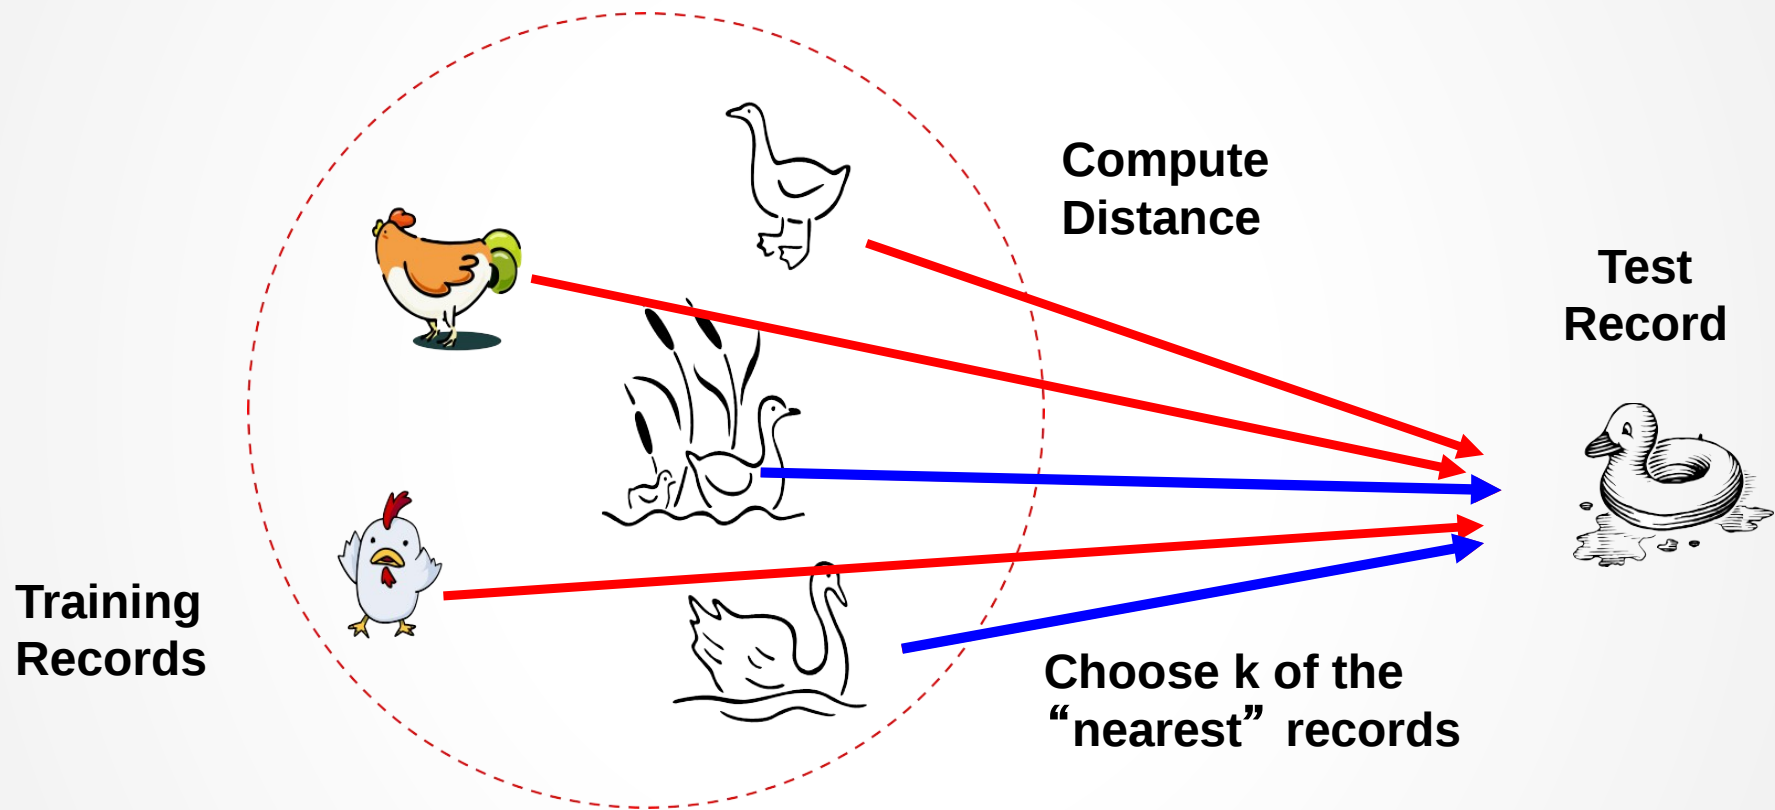 Compute
Distance
Test
Record
Training
Records
Choose k of the
“nearest” records